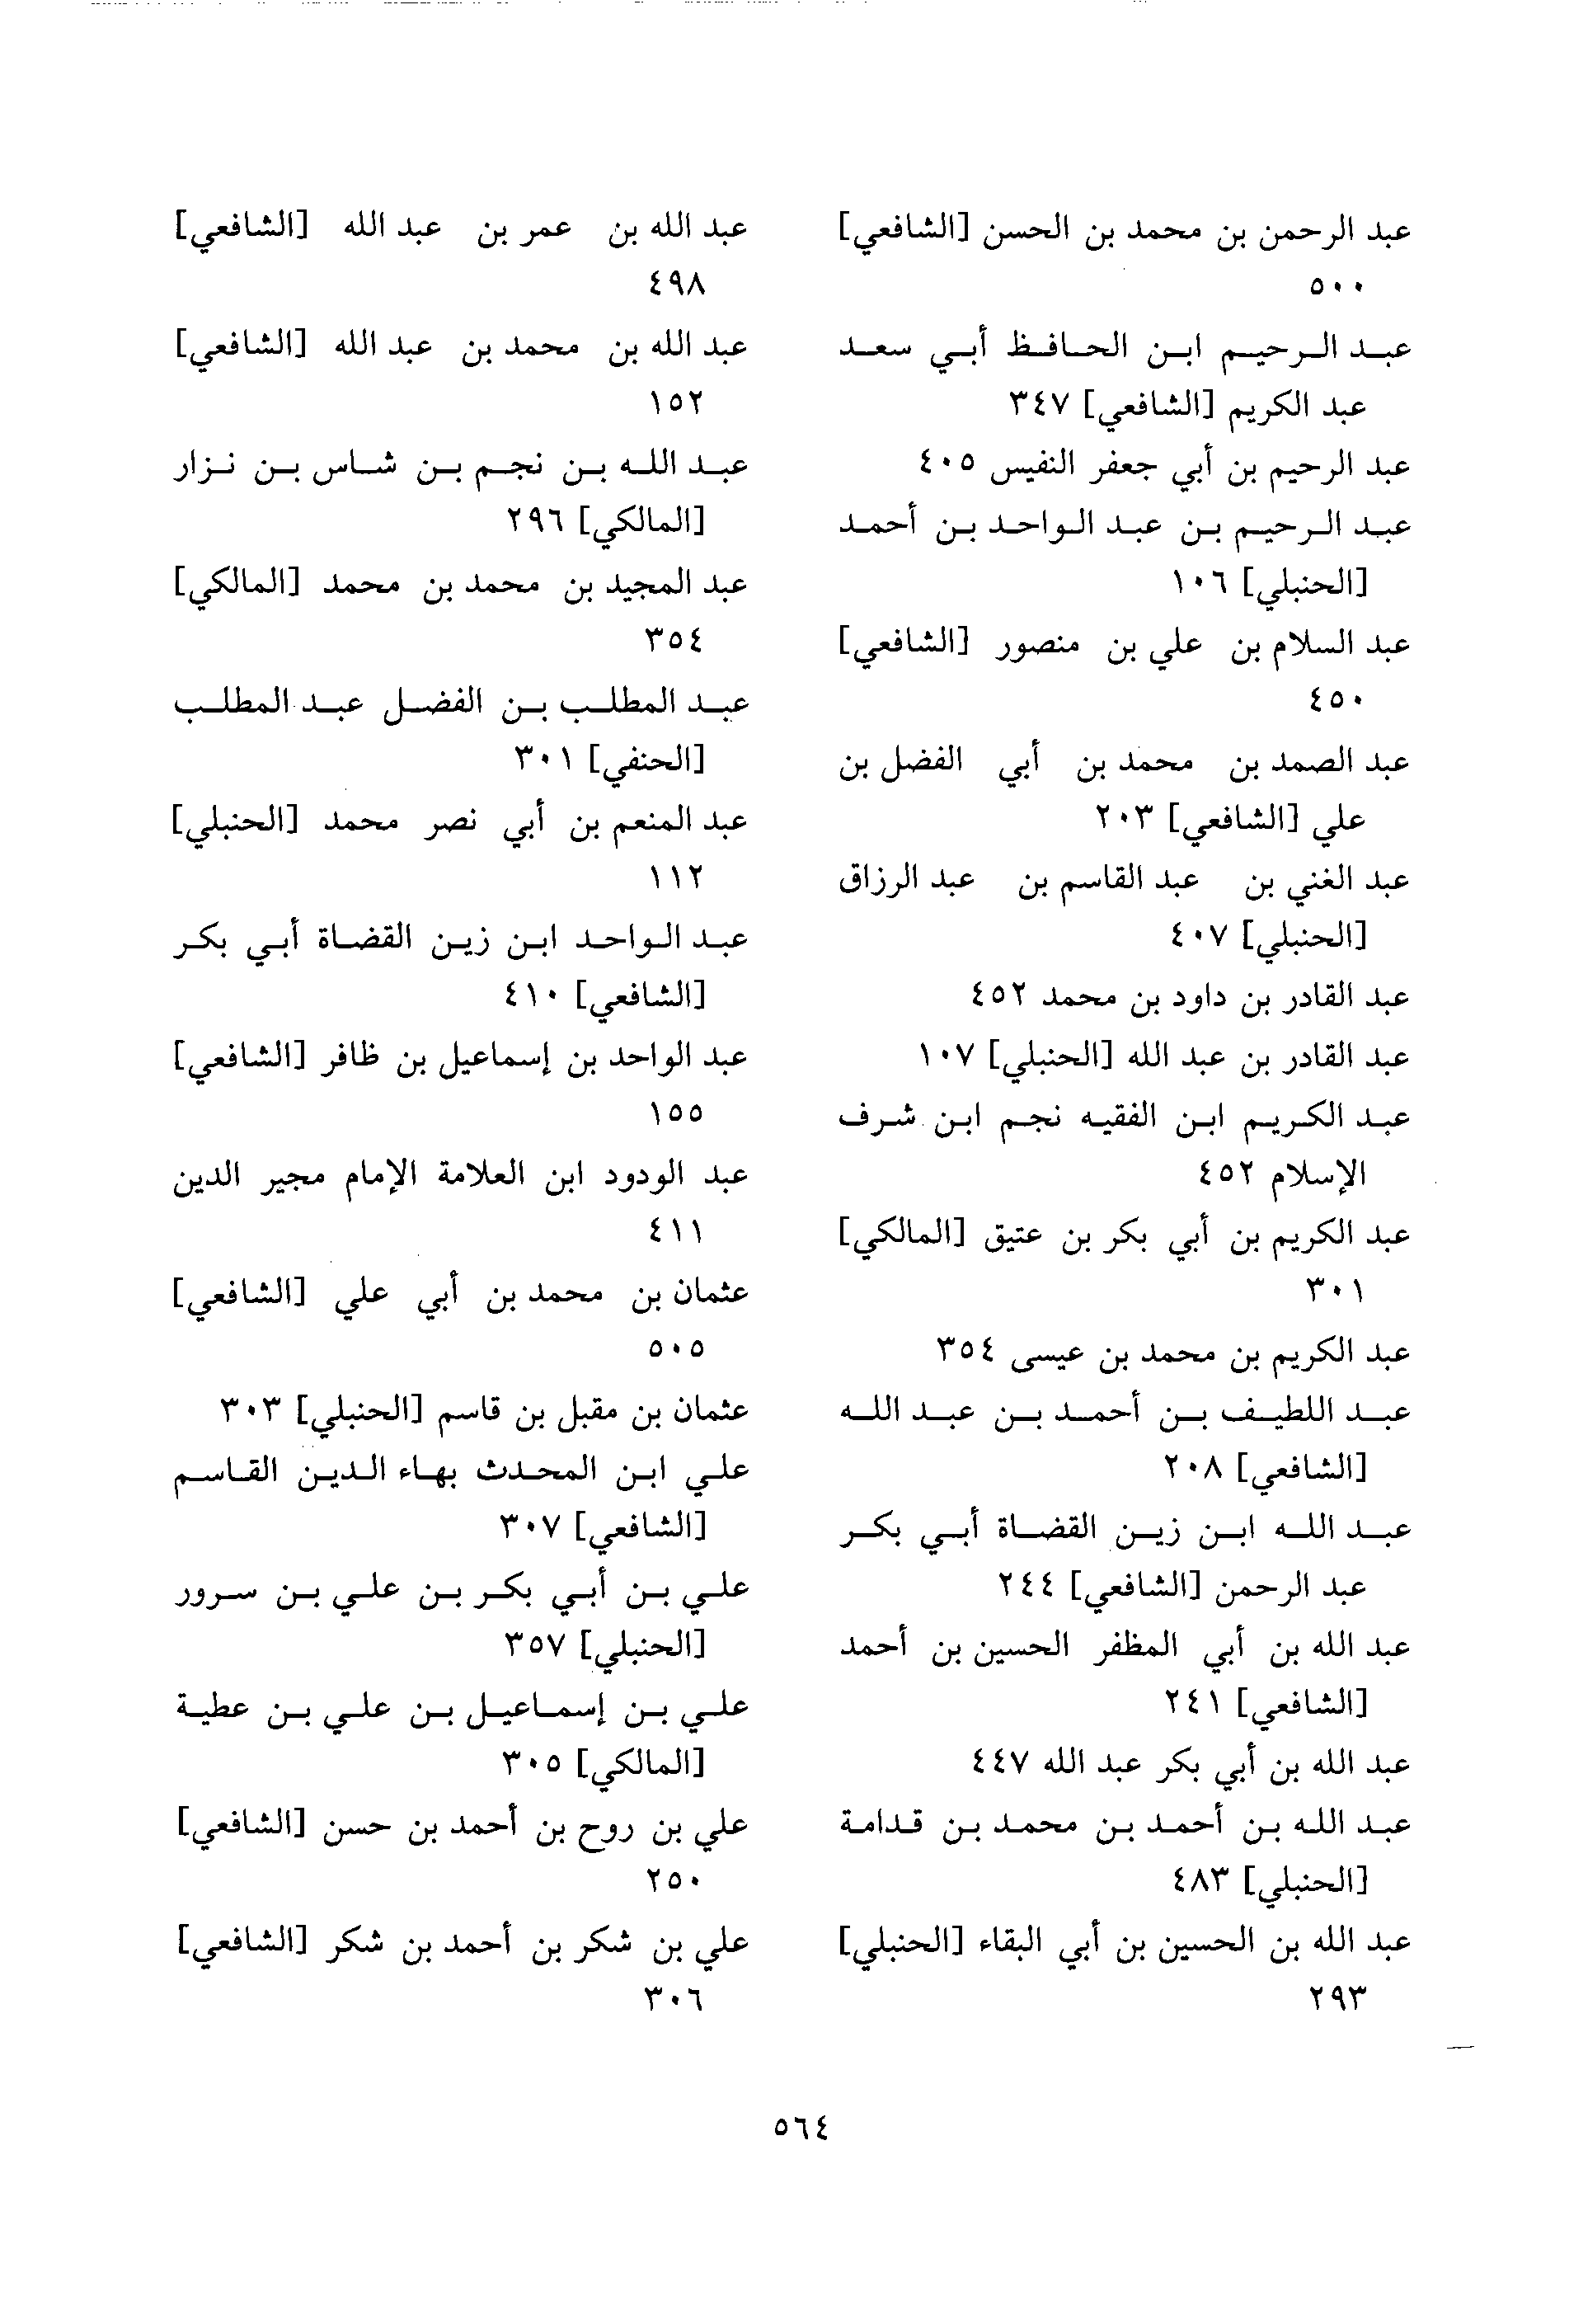 عبد الرحمن بن محمد بن الحسن [الشافعي]
٥٠٠
عبد الرحيم ابن الحافظ أبي سعد
عبد الكريم [الشافعي] ٣٤٧
عبد الرحيم بن أبي جعفر النفيس ٤٠٥
عبد الرحيم بن عبد الواحد بن أحمد
[الحنبلي] ١٠٦
عبد السلام بن علي بن منصور [الشافعي]
٤٥٠
عبد الصمد بن محمد بن أبي الفضل بن
علي [الشافعي] ٢٠٣
عبد الغني بن عبد القاسم بن عبد الرزاق
[الحنبلي] ٤٠٧
عبد القادر بن داود بن محمد ٤٥٢
عبد القادر بن عبد الله [الحنبلي] ١٠٧
عبد الكريم ابن الفقيه نجم ابن شرف
الإسلام ٤٥٢
عبد الكريم بن أبي بكر بن عتيق [المالكي]
٣٠١
عبد الكريم بن محمد بن عيسى ٣٥٤
عبد اللطيف بن أحمد بن عبد الله
[الشافعي] ٢٠٨
عبد الله ابن زين القضاة أبي بكر
عبد الرحمن [الشافعي] ٢٤٤
عبد الله بن أبي المظفر الحسين بن أحمد
[الشافعي] ٢٤١
عبد الله بن أبي بكر عبد الله ٤٤٧
عبد الله بن أحمد بن محمد بن قدامة
[الحنبلي] ٤٨٣
عبد الله بن الحسين بن أبي البقاء [الحنبلي]
٢٩٣
عبد الله بن عمر بن عبد الله [الشافعي]
٤٩٨
عبد الله بن محمد بن عبد الله [الشافعي]
١٥٢
عبد الله بن نجم بن شاس بن نزار
[المالكي] ٢٩٦
عبد المجيد بن محمد بن محمد [المالكي]
٣٥٤
عبد المطلب بن الفضل عبد المطلب
[الحنفي] ٣٠١
عبد المنعم بن أبي نصر محمد [الحنبلي]
١١٢
عبد الواحد ابن زين القضاة أبي بكر
[الشافعي] ٤١٠
عبد الواحد بن إسماعيل بن ظافر [الشافعي]
١٥٥
عبد الودود ابن العلامة الإمام مجير الدين
٤١١
عثمان بن محمد بن أبي علي [الشافعي]
٥٠٥
عثمان بن مقبل بن قاسم [الحنبلي] ٣٠٣
علي ابن المحدث بهاء الدين القاسم
[الشافعي] ٣٠٧
علي بن أبي بكر بن علي بن سرور
[الحنبلي] ٣٥٧
علي بن إسماعيل بن علي بن عطية
[المالكي] ٣٠٥
علي بن روح بن أحمد بن حسن [الشافعي]
٢٥٠
علي بن شكر بن أحمد بن شكر [الشافعي]
٣٠٦
٥٦٤